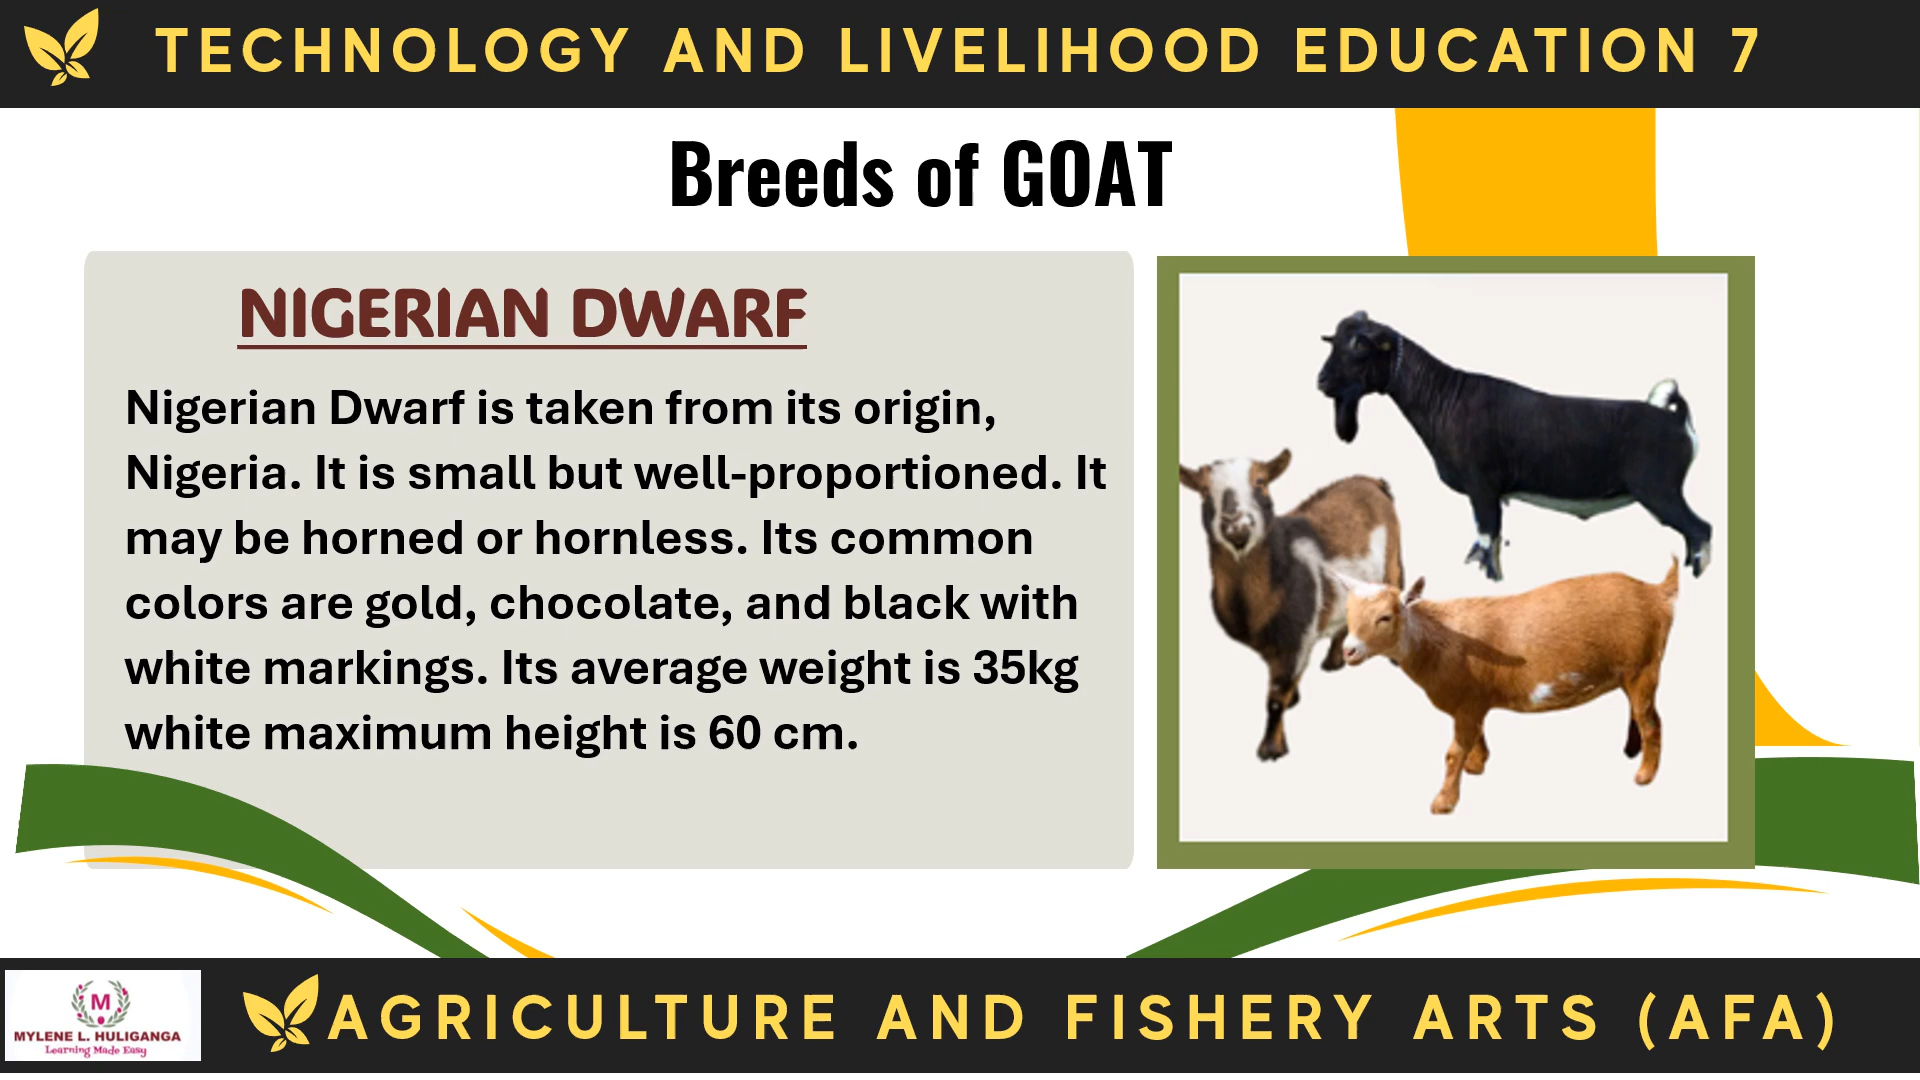 TECHNOLOGY AND LIVELIHOOD EDUCATION 7
Breeds of GOAT
NIGERIAN DWARF
Nigerian Dwarf is taken from its origin,
Nigeria. It is small but well-proportioned. It
may be horned or hornless. Its common
colors are gold, chocolate, and black with
white markings. Its average weight is 35kg
white maximum height is 60 cm.
M
MYLENE L. HULIGANGA
Learning Made Easy
AGRICULTURE AND FISHERY ARTS (AFA)